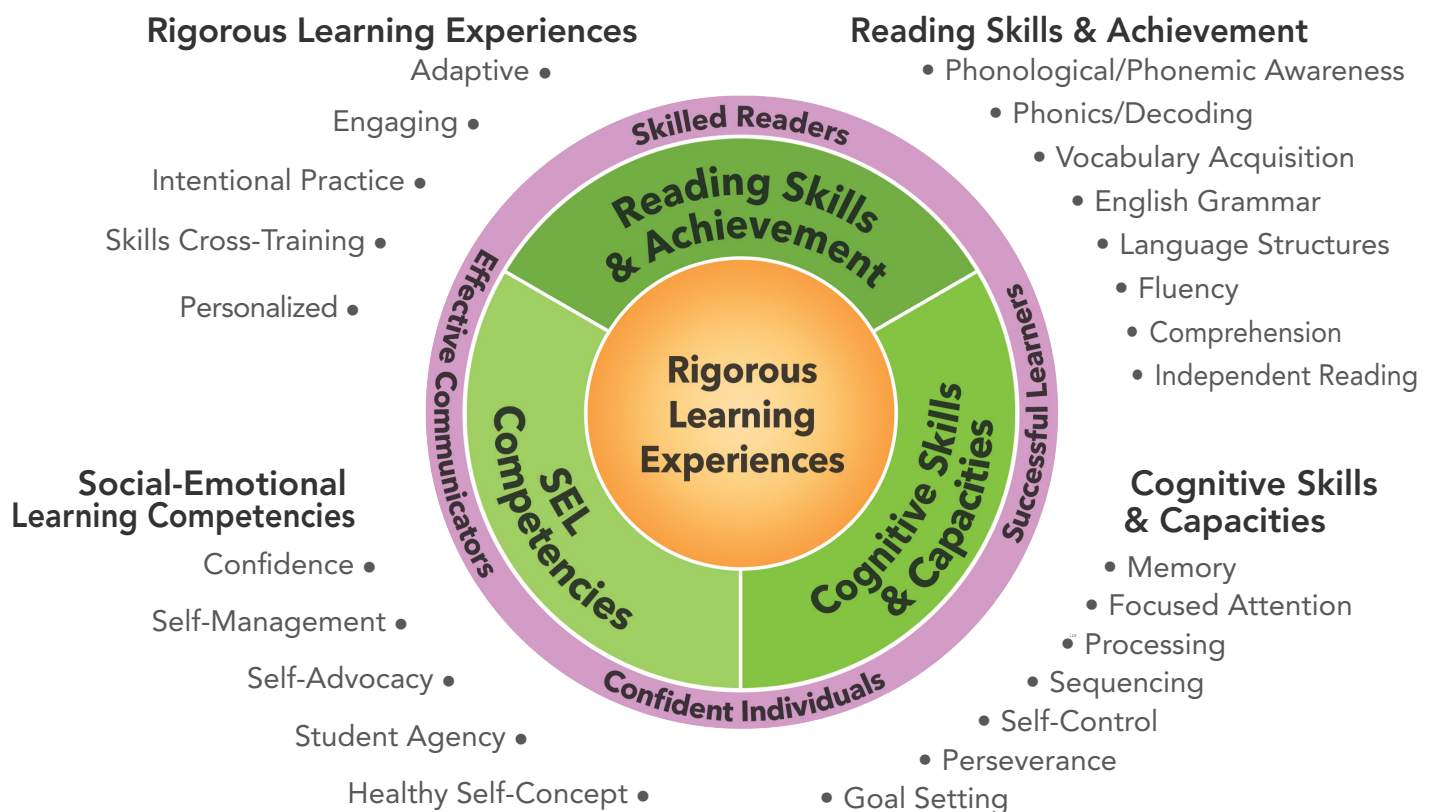 Rigorous Learning Experiences
Adaptive •
Engaging •
Intentional Practice •
Skills Cross-Training •
Personalized •
Reading Skills & Achievement
• Phonological/Phonemic Awareness
• Phonics/Decoding
• Vocabulary Acquisition
• English Grammar
• Language Structures
• Fluency
• Comprehension
• Independent Reading
Skilled Readers
Reading Skills
& Achievement
Effective Communicators
Successful Learners
Rigorous
Learning
Experiences
SEL
Competencies
Cognitive Skills
& Capacities
Confident Individuals
Social-Emotional
Learning Competencies
Confidence •
Self-Management •
Self-Advocacy •
Student Agency •
Healthy Self-Concept •
Cognitive Skills
& Capacities
• Memory
• Focused Attention
• Processing
• Sequencing
• Self-Control
• Perseverance
• Goal Setting